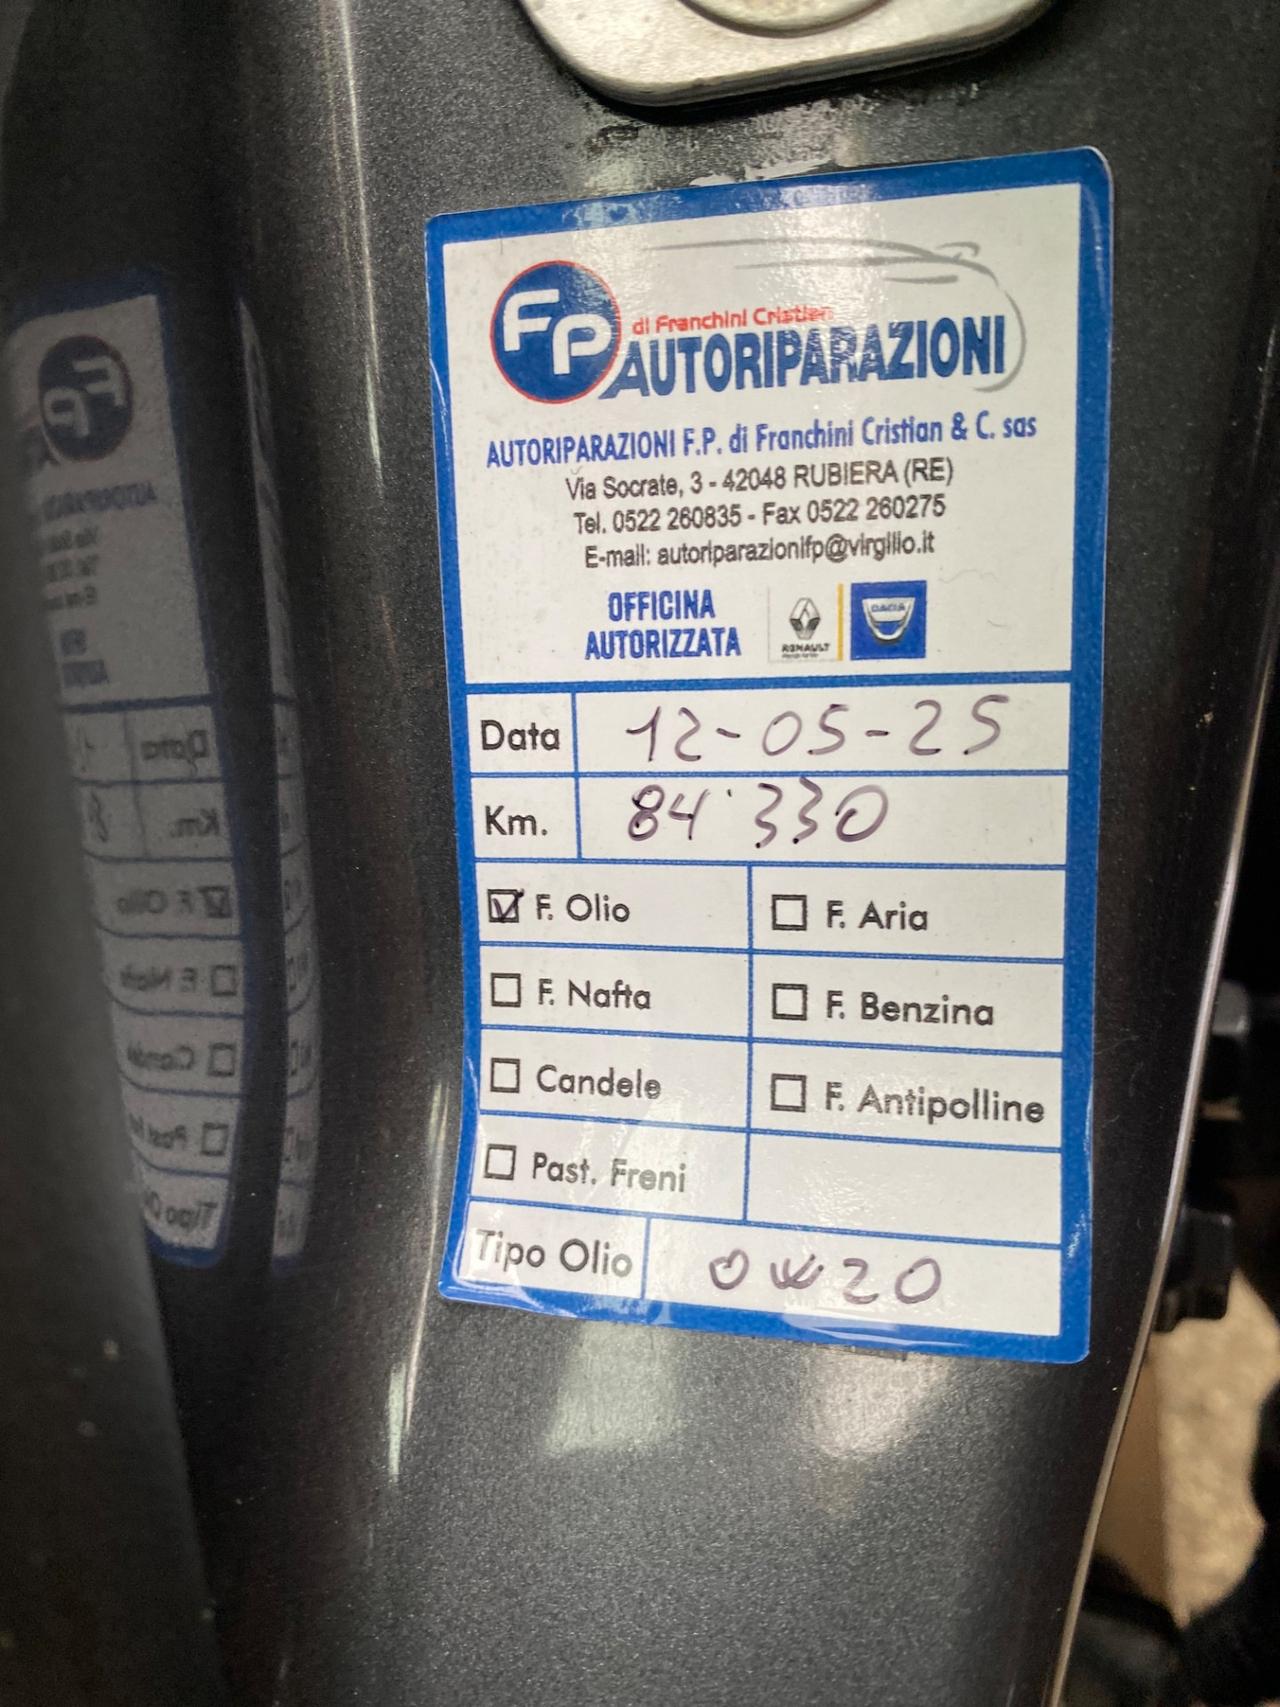 FP
di Franchini Cristian
AUTORIPARAZIONI
AUTORIPARAZIONI F.P. di Franchini Cristian & C. sas
Via Socrate, 3 - 42048 RUBIERA (RE)
Tel. 0522 260835 - Fax 0522 260275
E-mail: autoriparazionifp@virgilio.it
OFFICINA AUTORIZZATA
RENAULT
DACIA
Data 12-05-25
Km. 84'330
F. Olio F. Aria
F. Nafta F. Benzina
Candele F. Antipolline
Past. Freni
Tipo Olio 0W20